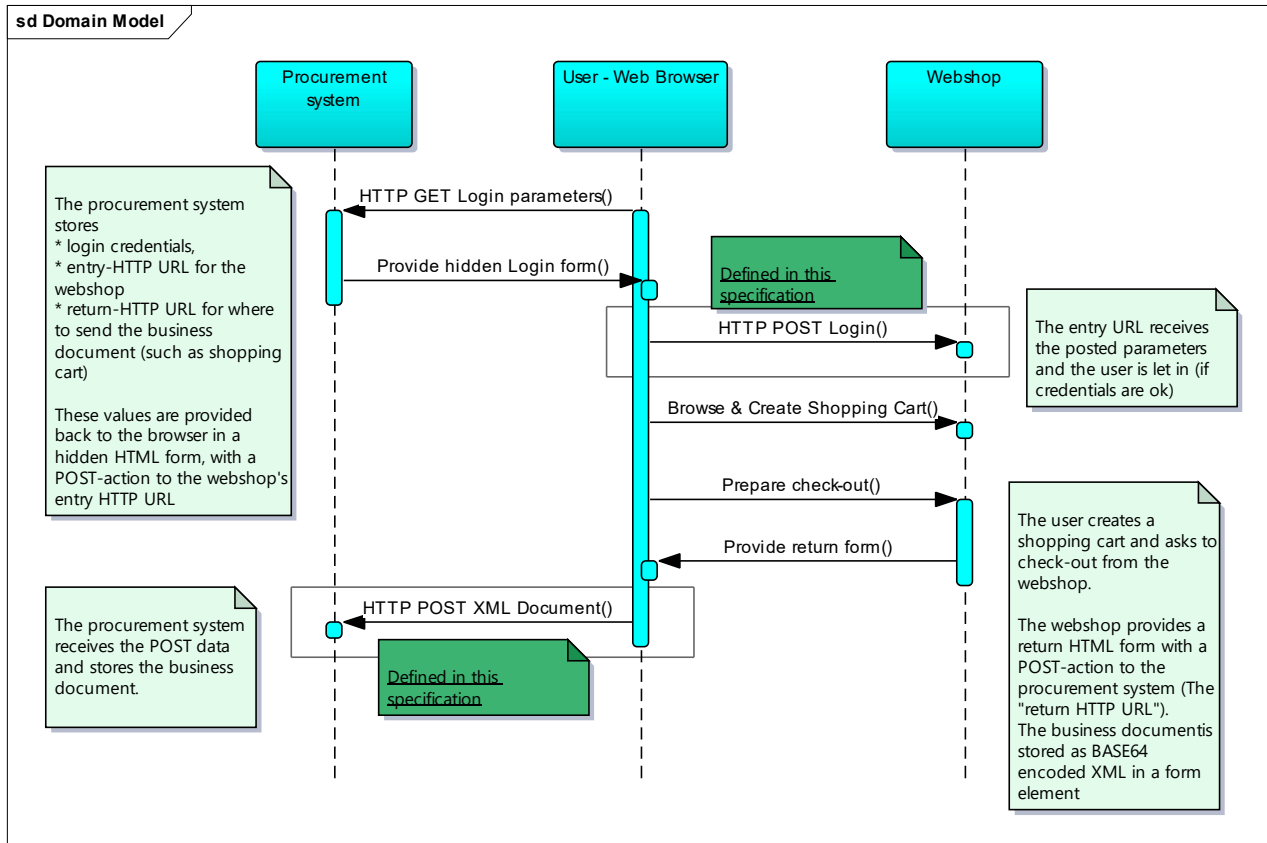 sd Domain Model
Procurement
system
User - Web Browser
Webshop
The procurement system
stores
* login credentials,
* entry-HTTP URL for the
webshop
* return-HTTP URL for where
to send the business
document (such as shopping
cart)
These values are provided
back to the browser in a
hidden HTML form, with a
POST-action to the webshop's
entry HTTP URL
HTTP GET Login parameters()
Provide hidden Login form()
Defined in this
specification
HTTP POST Login()
The entry URL receives
the posted parameters
and the user is let in (if
credentials are ok)
Browse & Create Shopping Cart()
Prepare check-out()
Provide return form()
The user creates a
shopping cart and asks to
check-out from the
webshop.
The webshop provides a
return HTML form with a
POST-action to the
procurement system (The
"return HTTP URL").
The business documentis
stored as BASE64
encoded XML in a form
element
HTTP POST XML Document()
The procurement system
receives the POST data
and stores the business
document.
Defined in this
specification